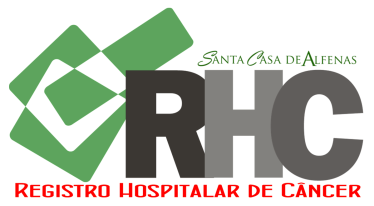 Santa Casa de Alfenas
RHC
Registro Hospitalar de Câncer